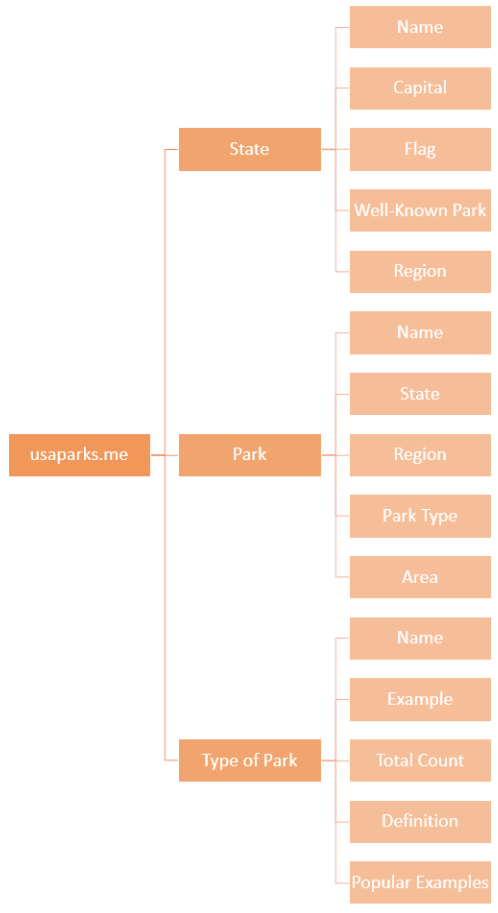 usaparks.me
State
Name
Capital
Flag
Well-Known Park
Region
Park
Name
State
Region
Park Type
Area
Type of Park
Name
Example
Total Count
Definition
Popular Examples